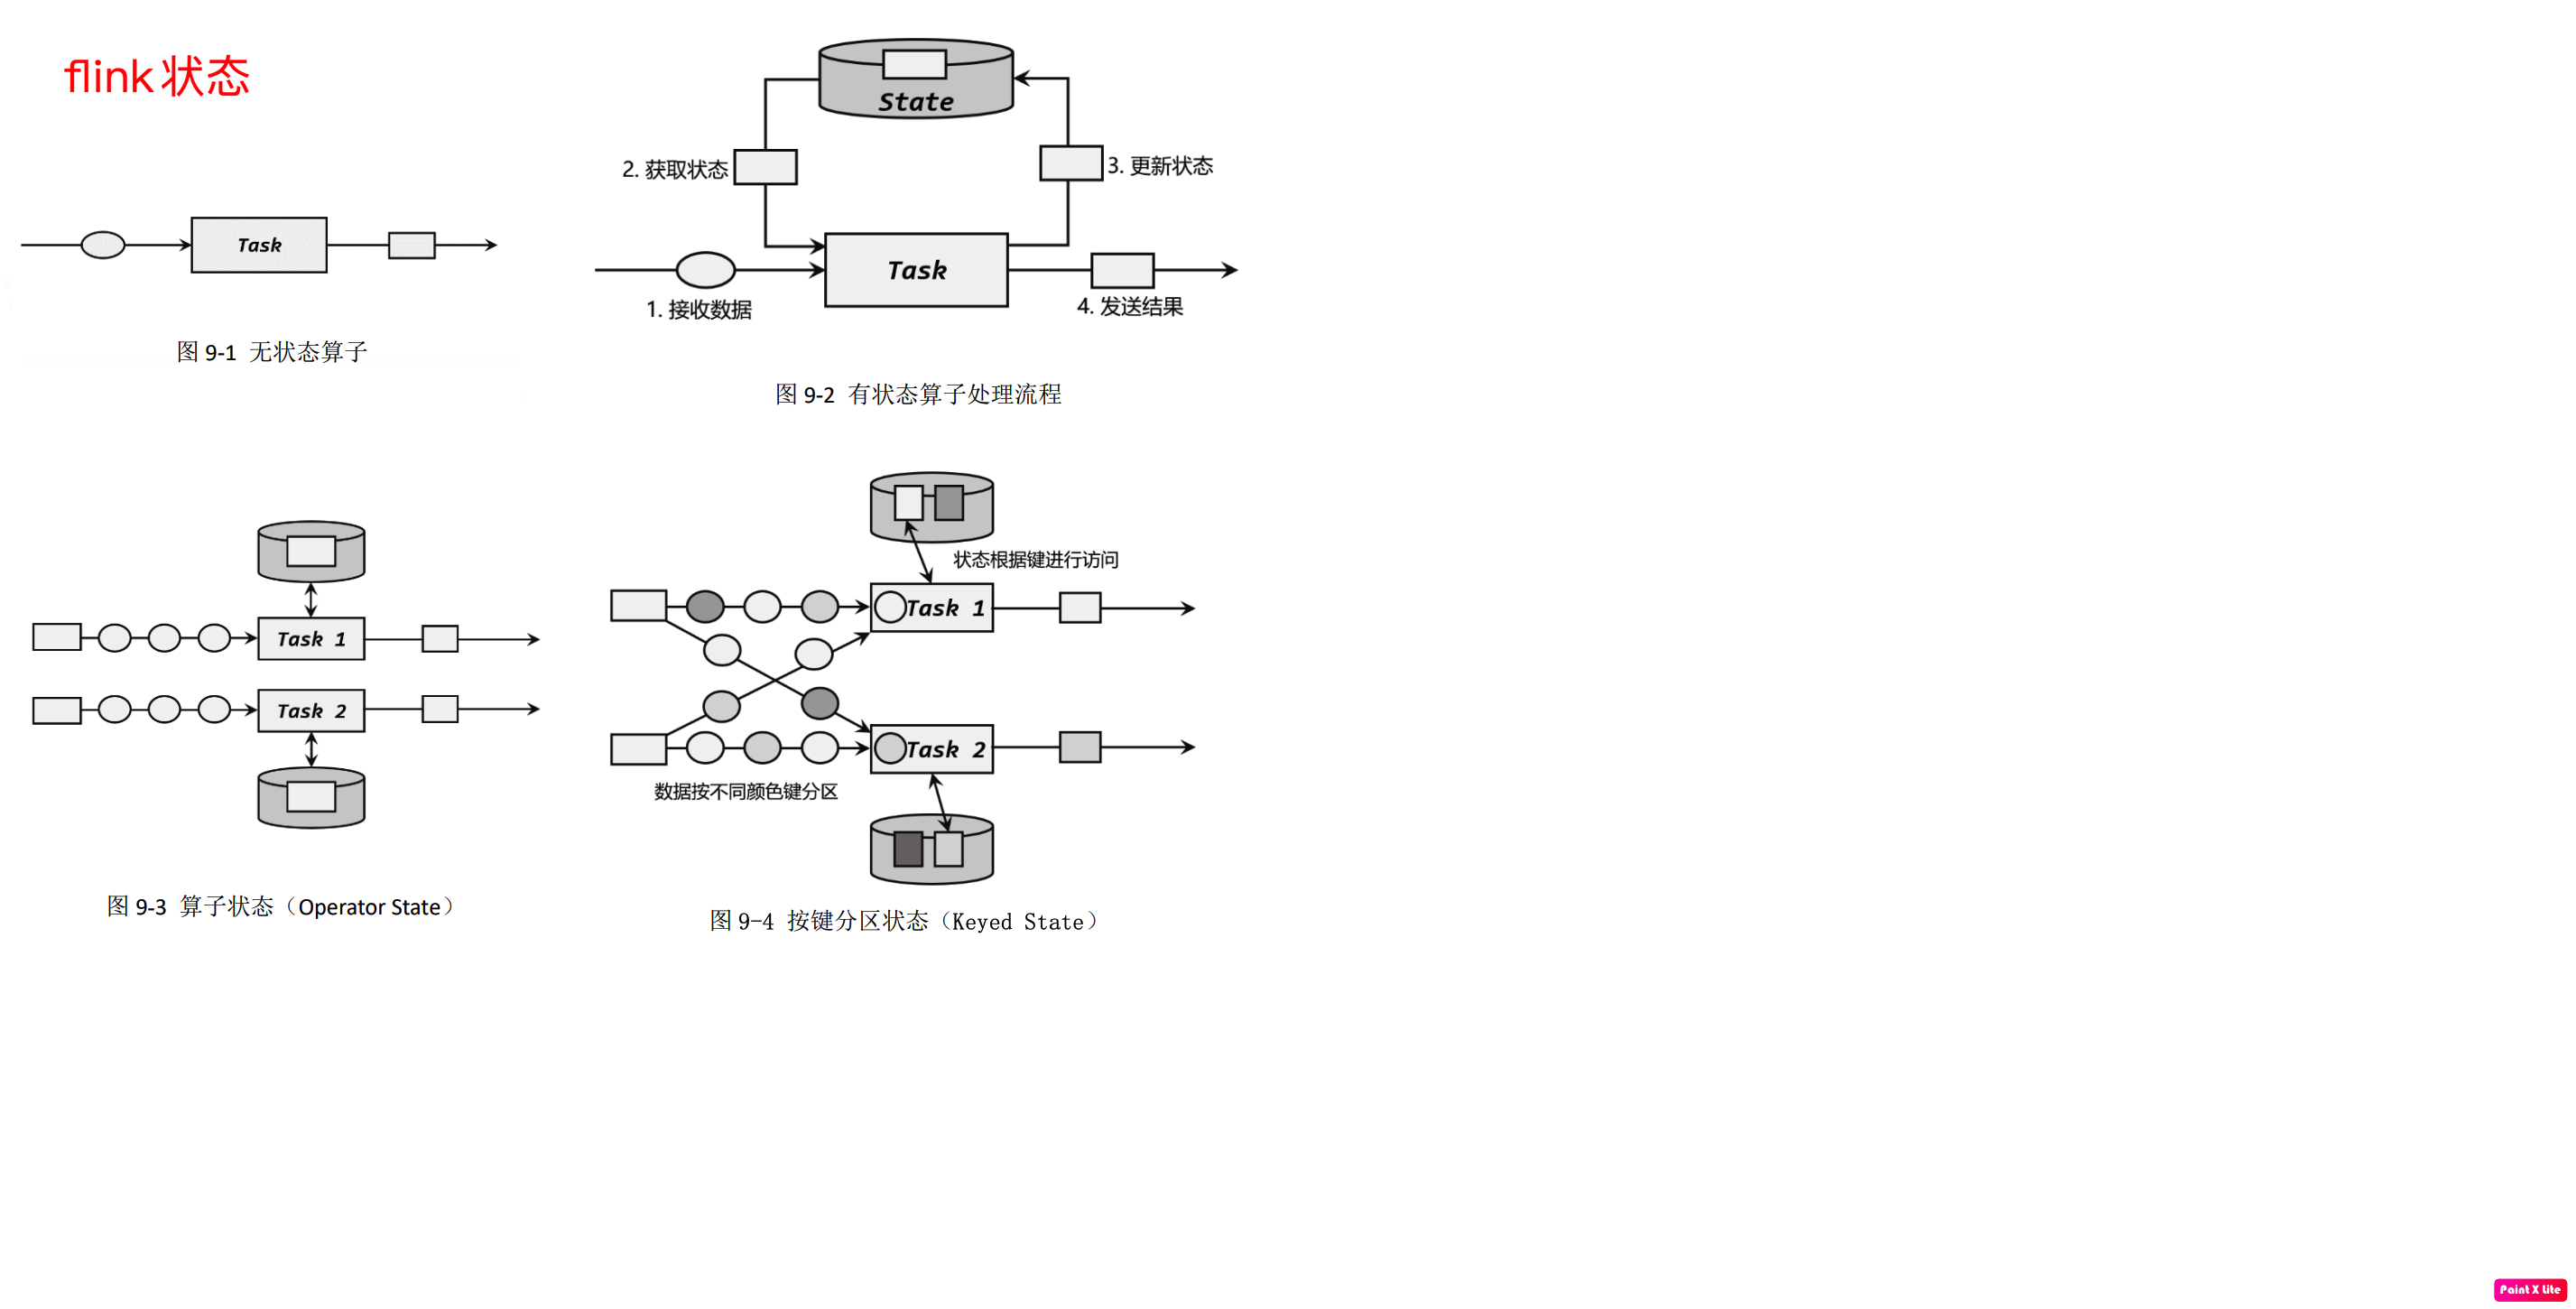 flink状态
Task
图 9-1 无状态算子
State
2. 获取状态
3. 更新状态
Task
1. 接收数据
4. 发送结果
图 9-2 有状态算子处理流程
Task 1
Task 2
图 9-3 算子状态（Operator State）
状态根据键进行访问
Task 1
Task 2
数据按不同颜色键分区
图 9-4 按键分区状态（Keyed State）
Paint X Lite